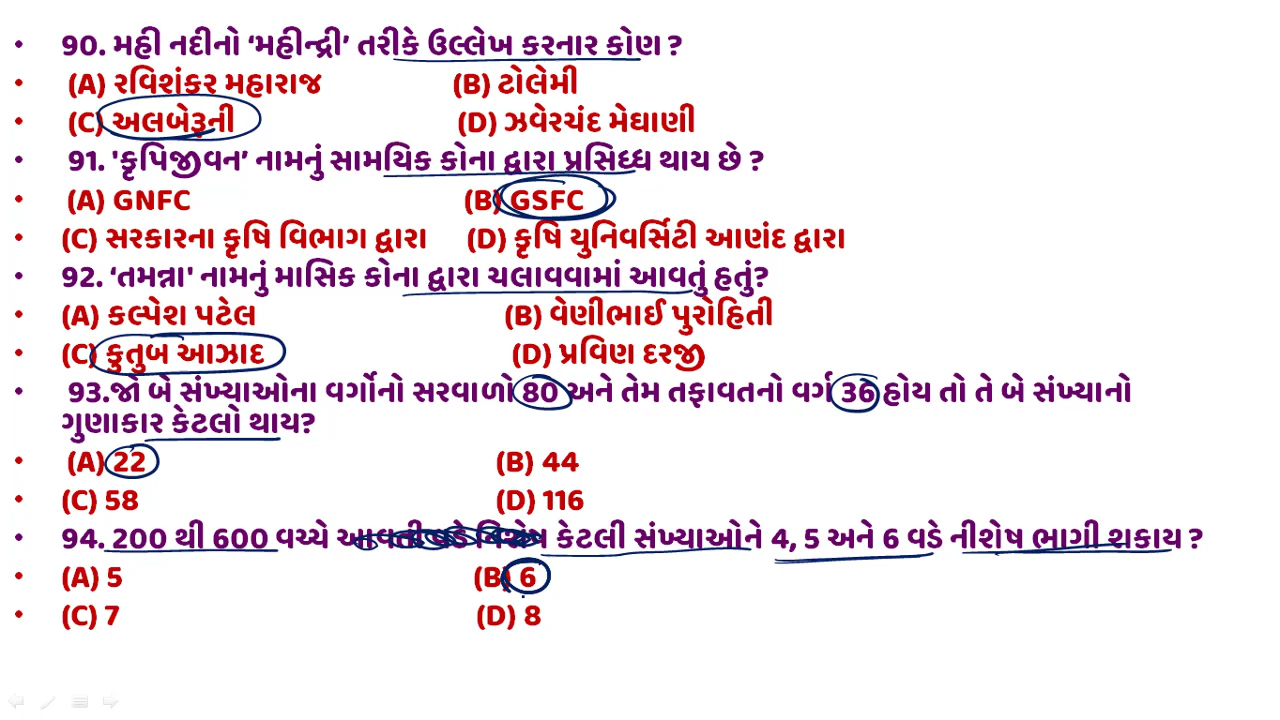 • 90. મહી નદીનો ‘મહીન્દ્રી’ તરીકે ઉલ્લેખ કરનાર કોણ ?
• (A) રવિશંકર મહારાજ (B) ટોલેમી
• (C) અલબેરૂની (D) ઝવેરચંદ મેઘાણી
• 91. 'કૃષિજીવન’ નામનું સામયિક કોના દ્વારા પ્રસિધ્ધ થાય છે ?
• (A) GNFC (B) GSFC
• (C) સરકારના કૃષિ વિભાગ દ્વારા (D) કૃષિ યુનિવર્સિટી આણંદ દ્વારા
• 92. ‘તમન્ના' નામનું માસિક કોના દ્વારા ચલાવવામાં આવતું હતું?
• (A) કલ્પેશ પટેલ (B) વેણીભાઈ પુરોહિતી
• (C) કુતુબ આઝાદ (D) પ્રવિણ દરજી
• 93.જો બે સંખ્યાઓના વર્ગોનો સરવાળો 80 અને તેમ તફાવતનો વર્ગ 36 હોય તો તે બે સંખ્યાનો
ગુણાકાર કેટલો થાય?
• (A) 22 (B) 44
• (C) 58 (D) 116
• 94. 200 થી 600 વચ્ચે આવતી વડે વિશેષ કેટલી સંખ્યાઓને 4, 5 અને 6 વડે નીશેષ ભાગી શકાય ?
• (A) 5 (B) 6
• (C) 7 (D) 8